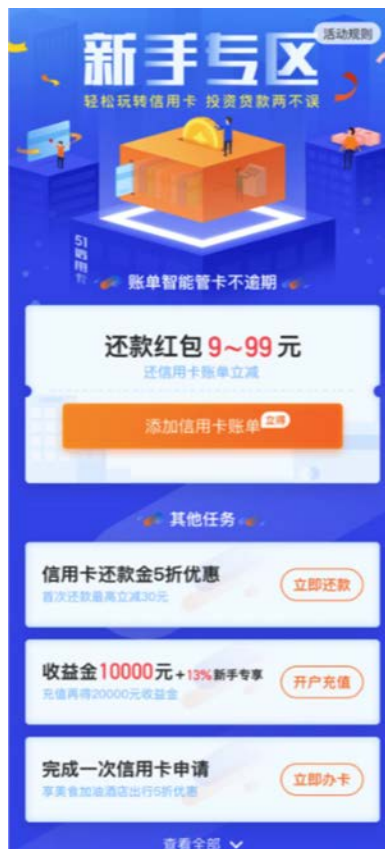 活动规则
新手专区
轻松玩转信用卡 投资贷款两不误
51信用卡
账单智能管卡不逾期
还款红包 9~99 元
还信用卡账单立减
添加信用卡账单 立得
其他任务
信用卡还款金5折优惠
首次还款最高立减30元
立即还款
收益金10000元+13%新手专享
充值再得20000元收益金
开户充值
完成一次信用卡申请
享美食加油酒店出行5折优惠
立即办卡
查看全部